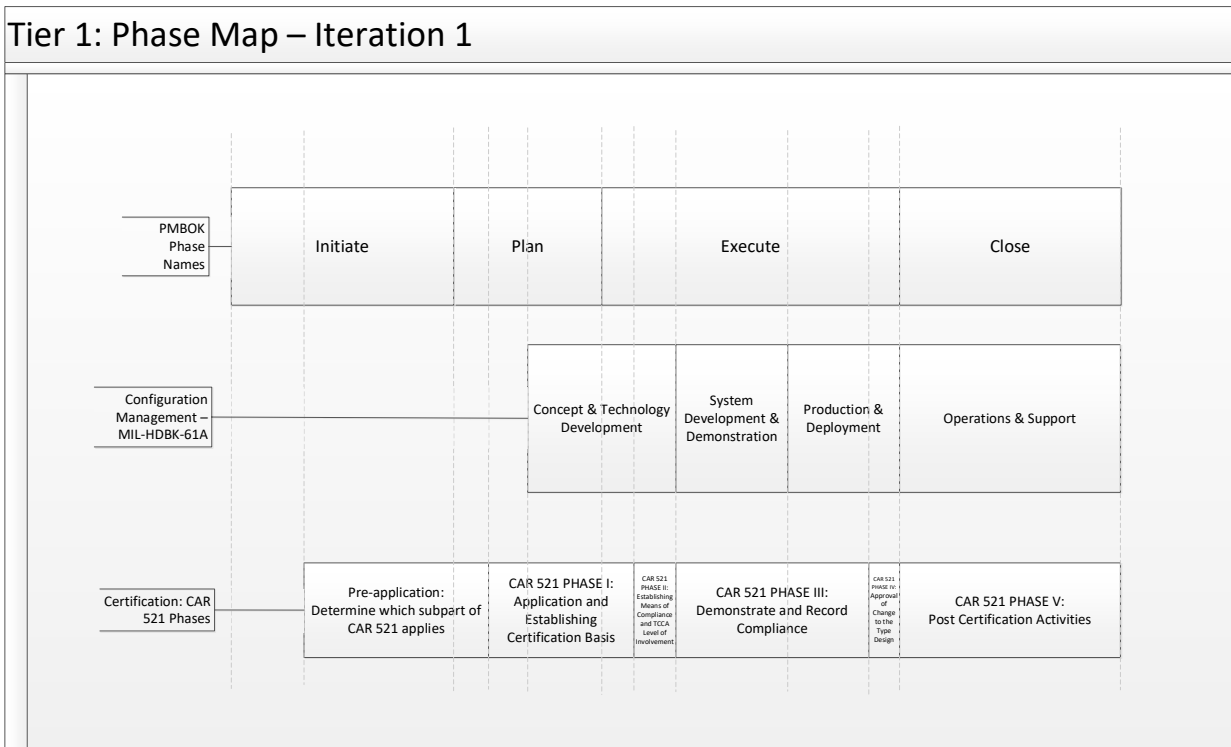 Tier 1: Phase Map – Iteration 1
PMBOK
Phase
Names
Initiate
Plan
Execute
Close
Configuration
Management –
MIL-HDBK-61A
Concept & Technology
Development
System
Development &
Demonstration
Production &
Deployment
Operations & Support
Certification: CAR
521 Phases
Pre-application:
Determine which subpart of
CAR 521 applies
CAR 521 PHASE I:
Application and
Establishing
Certification Basis
CAR 521
PHASE II:
Establishing
Means of
Compliance
and TCCA
Level of
Involvement
CAR 521 PHASE III:
Demonstrate and Record
Compliance
CAR 521
PHASE IV:
Approval
of
Change
to the
Type
Design
CAR 521 PHASE V:
Post Certification Activities